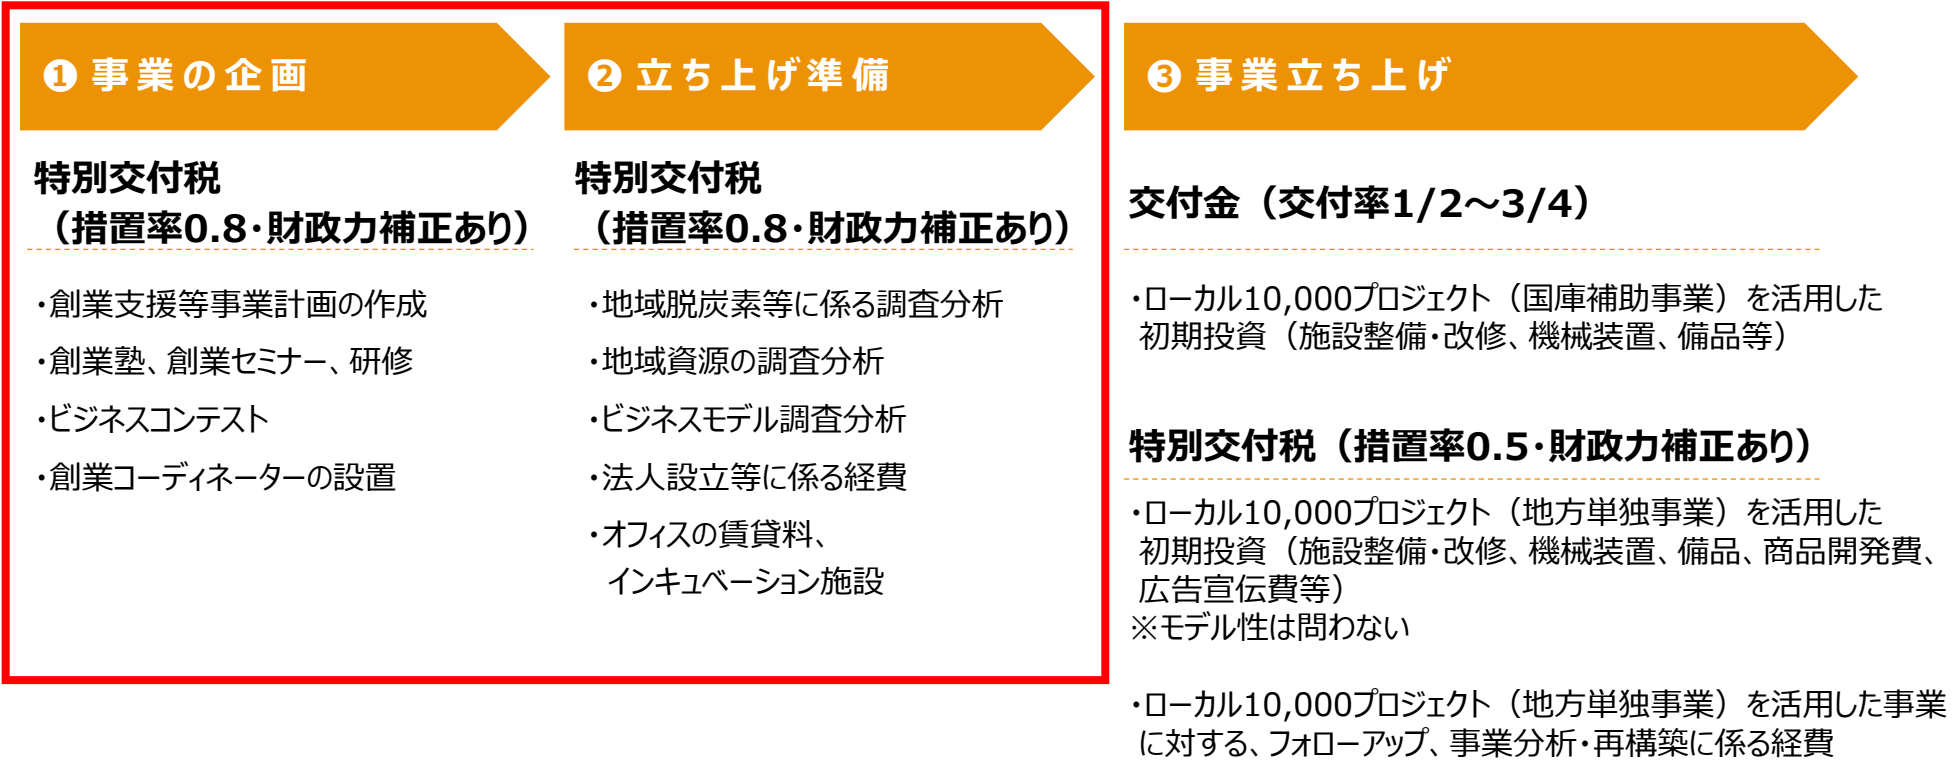 ❶ 事業の企画
特別交付税
（措置率0.8・財政力補正あり）
・創業支援等事業計画の作成
・創業塾、創業セミナー、研修
・ビジネスコンテスト
・創業コーディネーターの設置
❷ 立ち上げ準備
特別交付税
（措置率0.8・財政力補正あり）
・地域脱炭素等に係る調査分析
・地域資源の調査分析
・ビジネスモデル調査分析
・法人設立等に係る経費
・オフィスの賃貸料、
インキュベーション施設
❸ 事業立ち上げ
交付金（交付率1/2～3/4）
・ローカル10,000プロジェクト（国庫補助事業）を活用した
初期投資（施設整備・改修、機械装置、備品等）
特別交付税（措置率0.5・財政力補正あり）
・ローカル10,000プロジェクト（地方単独事業）を活用した
初期投資（施設整備・改修、機械装置、備品、商品開発費、
広告宣伝費等）
※モデル性は問わない
・ローカル10,000プロジェクト（地方単独事業）を活用した事業
に対する、フォローアップ、事業分析・再構築に係る経費